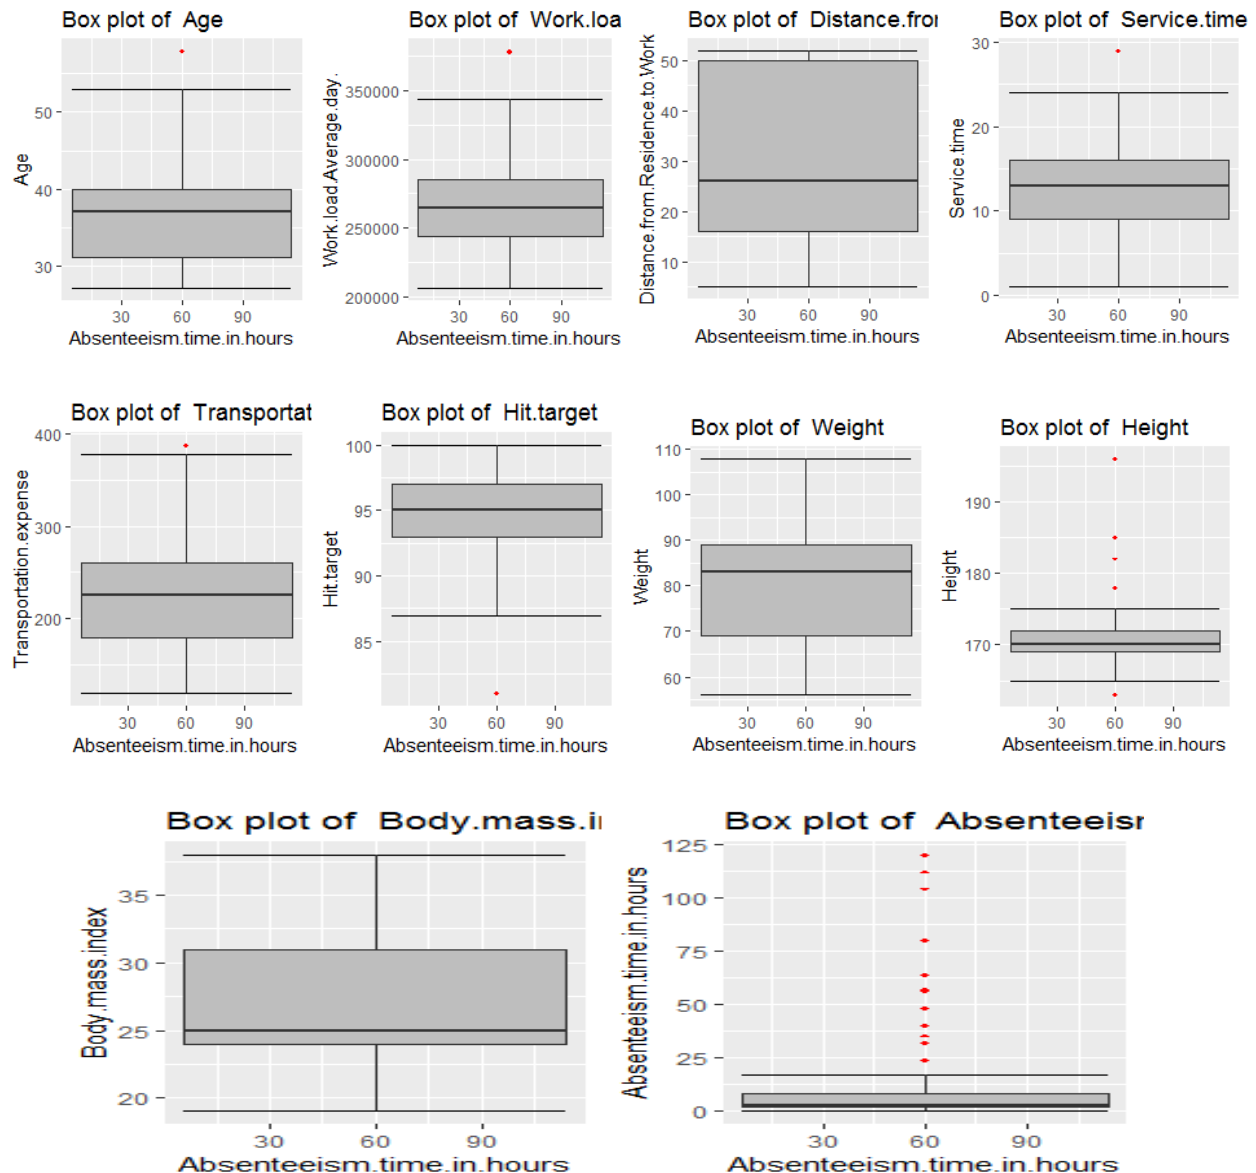 Box plot of  Age
Age
50
40
30
30
60
90
Absenteeism.time.in.hours
Box plot of  Work.loa
Work.load.Average.day.
350000
300000
250000
200000
30
60
90
Absenteeism.time.in.hours
Box plot of  Distance.from
Distance.from.Residence.to.Work
50
40
30
20
10
30
60
90
Absenteeism.time.in.hours
Box plot of  Service.time
Service.time
30
20
10
0
30
60
90
Absenteeism.time.in.hours
Box plot of  Transportat
Transportation.expense
400
300
200
30
60
90
Absenteeism.time.in.hours
Box plot of  Hit.target
Hit.target
100
95
90
85
30
60
90
Absenteeism.time.in.hours
Box plot of  Weight
Weight
110
100
90
80
70
60
30
60
90
Absenteeism.time.in.hours
Box plot of  Height
Height
190
180
170
30
60
90
Absenteeism.time.in.hours
Box plot of  Body.mass.i
Body.mass.index
35
30
25
20
30
60
90
Absenteeism.time.in.hours
Box plot of  Absenteeism
Absenteeism.time.in.hours
125
100
75
50
25
0
30
60
90
Absenteeism.time.in.hours